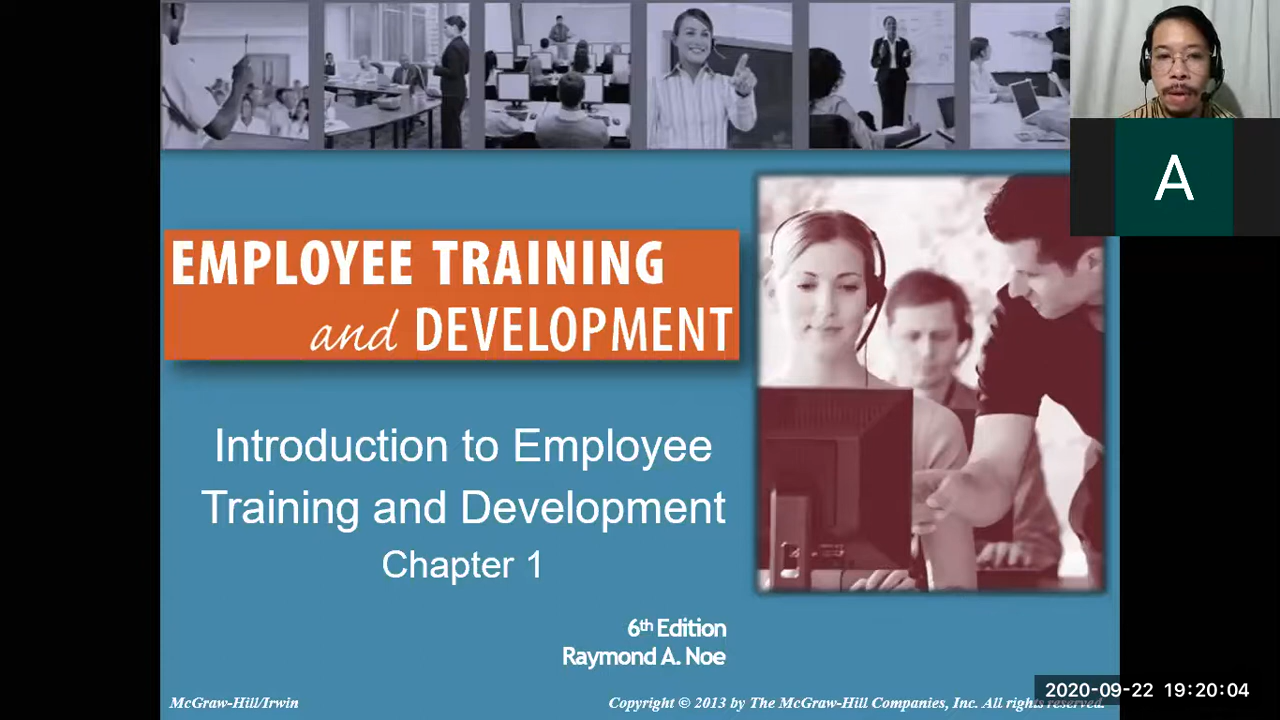 A
EMPLOYEE TRAINING
and DEVELOPMENT
Introduction to Employee
Training and Development
Chapter 1
6th Edition
Raymond A. Noe
McGraw-Hill/Irwin
Copyright © 2013 by The McGraw-Hill Companies, Inc. All rights reserved.
2020-09-22 19:20:04